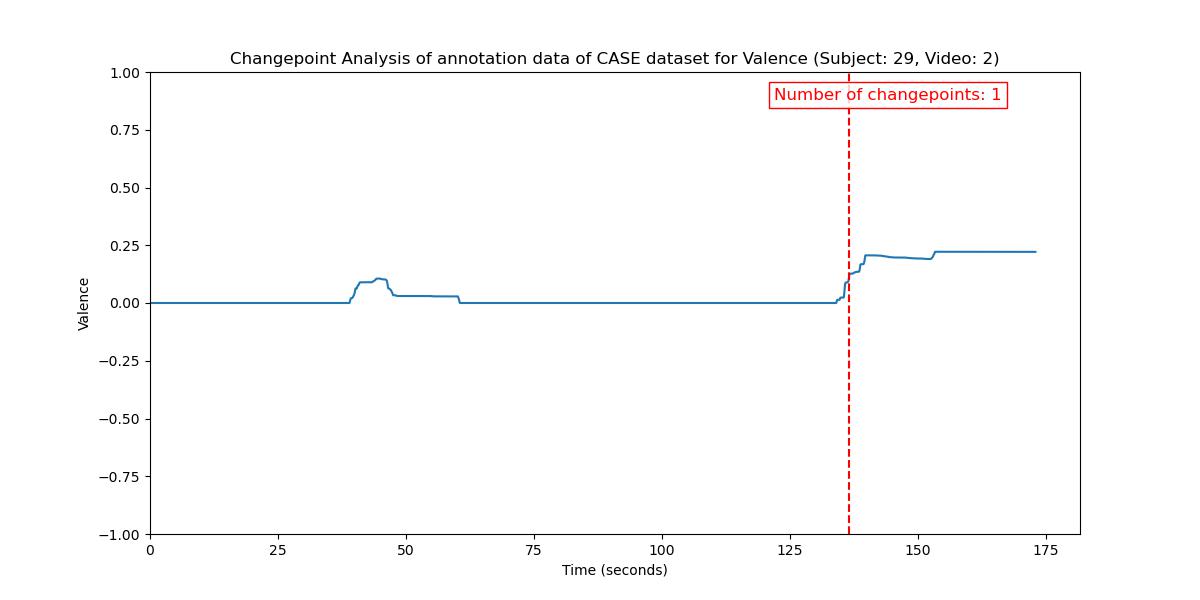 Changepoint Analysis of annotation data of CASE dataset for Valence (Subject: 29, Video: 2)
Number of changepoints: 1
1.00
0.75
0.50
0.25
0.00
−0.25
−0.50
−0.75
−1.00
Valence
0 25 50 75 100 125 150 175
Time (seconds)